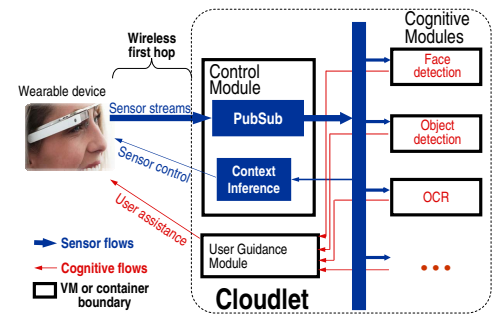 Wireless
first hop
Cognitive
Modules
Control
Module
Wearable device
Sensor streams
PubSub
Face
detection
Object
detection
Sensor control
Context
Inference
OCR
User assistance
User Guidance
Module
Sensor flows
Cognitive flows
VM or container
boundary
Cloudlet